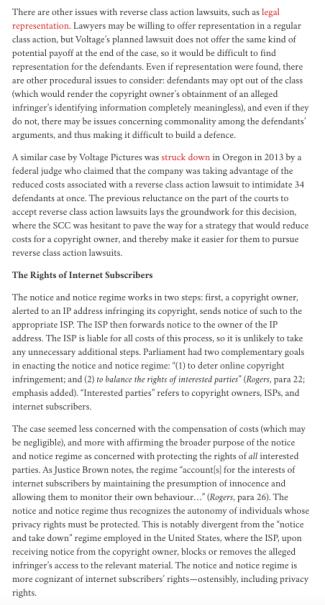 There are other issues with reverse class action lawsuits, such as legal
representation. Lawyers may be willing to offer representation in a regular
class action, but Voltage's planned lawsuit does not offer the same kind of
potential payoff at the end of the case, so it would be difficult to find
representation for the defendants. Even if representation were found, there
are other procedural issues to consider: defendants may opt out of the class
(which would render the copyright owner's obtainment of an alleged
infringer's identifying information completely meaningless), and even if they
do not, there may be issues concerning commonality among the defendants'
arguments, and thus making it difficult to build a defence.
A similar case by Voltage Pictures was struck down in Oregon in 2013 by a
federal judge who claimed that the company was taking advantage of the
reduced costs associated with a reverse class action lawsuit to intimidate 34
defendants at once. The previous reluctance on the part of the courts to
accept reverse class action lawsuits lays the groundwork for this decision,
where the SCC was hesitant to pave the way for a strategy that would reduce
costs for a copyright owner, and thereby make it easier for them to pursue
reverse class action lawsuits.
The Rights of Internet Subscribers
The notice and notice regime works in two steps: first, a copyright owner,
alerted to an IP address infringing its copyright, sends notice of such to the
appropriate ISP. The ISP then forwards notice to the owner of the IP
address. The ISP is liable for all costs of this process, so it is unlikely to take
any unnecessary additional steps. Parliament had two complementary goals
in enacting the notice and notice regime: "(1) to deter online copyright
infringement; and (2) to balance the rights of interested parties" (Rogers, para 22;
emphasis added). "Interested parties" refers to copyright owners, ISPs, and
internet subscribers.
The case seemed less concerned with the compensation of costs (which may
be negligible), and more with affirming the broader purpose of the notice
and notice regime as concerned with protecting the rights of all interested
parties. As Justice Brown notes, the regime "account[s] for the interests of
internet subscribers by maintaining the presumption of innocence and
allowing them to monitor their own behaviour…" (Rogers, para 26). The
notice and notice regime thus recognizes the autonomy of individuals whose
privacy rights must be protected. This is notably divergent from the "notice
and take down" regime employed in the United States, where the ISP, upon
receiving notice from the copyright owner, blocks or removes the alleged
infringer's access to the relevant material. The notice and notice regime is
more cognizant of internet subscribers' rights—ostensibly, including privacy
rights.